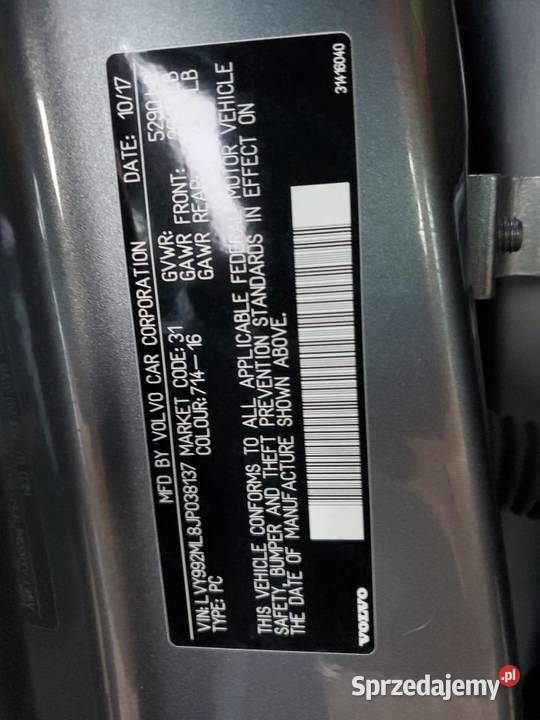 MFD BY VOLVO CAR CORPORATION DATE: 10/17
VIN: LVY992ML8JP038137 MARKET CODE: 31 GVWR: 5290 LB
TYPE: PC COLOUR: 714-16 GAWR FRONT: LB
GAWR REAR: LB
THIS VEHICLE CONFORMS TO ALL APPLICABLE FEDERAL MOTOR VEHICLE
SAFETY, BUMPER AND THEFT PREVENTION STANDARDS IN EFFECT ON
THE DATE OF MANUFACTURE SHOWN ABOVE.
VOLVO
31416040
Sprzedajemy.pl